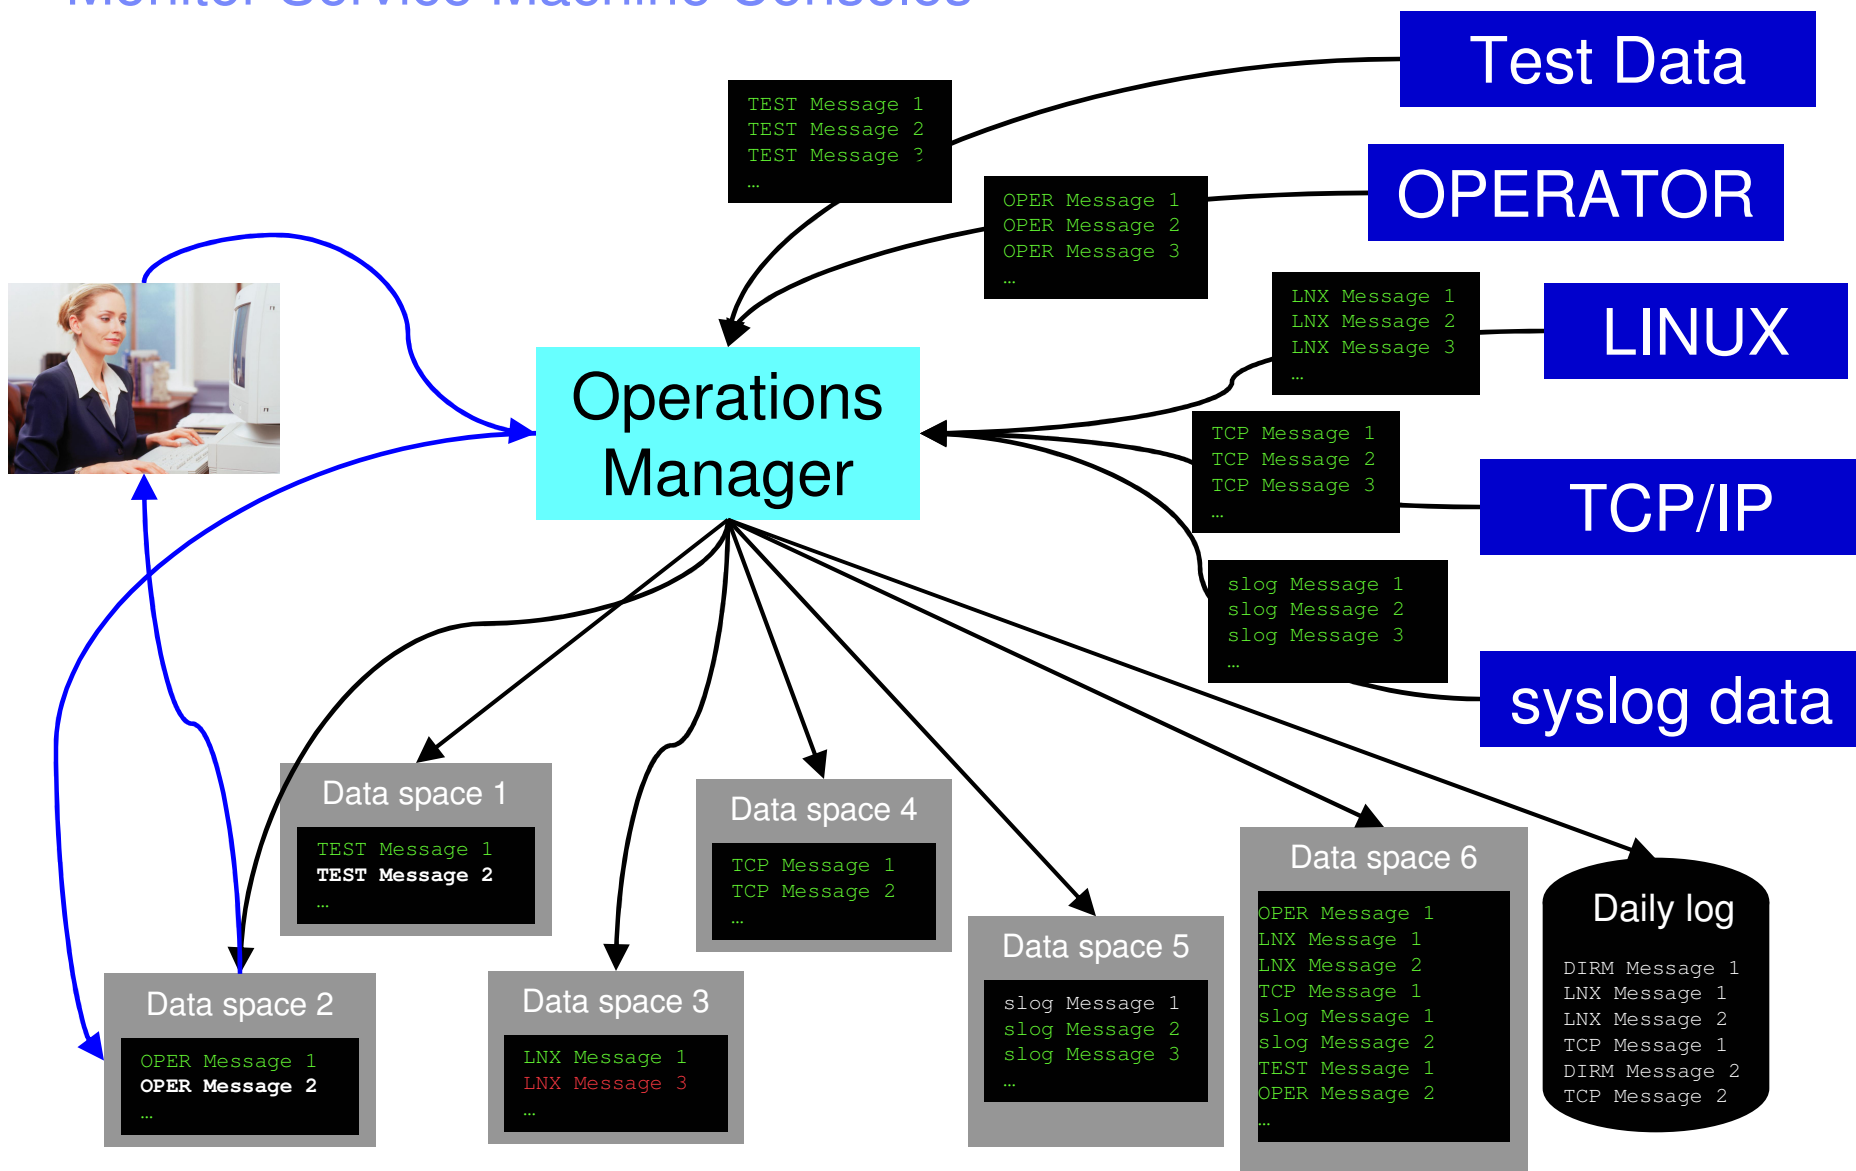 Monitor Service Machine Consoles
Test Data
TEST Message 1
TEST Message 2
TEST Message 3
…
OPERATOR
OPER Message 1
OPER Message 2
OPER Message 3
…
LINUX
LNX Message 1
LNX Message 2
LNX Message 3
…
Operations
Manager
TCP Message 1
TCP Message 2
TCP Message 3
…
TCP/IP
slog Message 1
slog Message 2
slog Message 3
…
syslog data
Data space 1
TEST Message 1
TEST Message 2
…
Data space 2
OPER Message 1
OPER Message 2
…
Data space 3
LNX Message 1
LNX Message 3
…
Data space 4
TCP Message 1
TCP Message 2
…
Data space 5
slog Message 1
slog Message 2
slog Message 3
…
Data space 6
OPER Message 1
LNX Message 1
LNX Message 2
TCP Message 1
slog Message 1
slog Message 2
TEST Message 1
OPER Message 2
…
Daily log
DIRM Message 1
LNX Message 1
LNX Message 2
TCP Message 1
DIRM Message 2
TCP Message 2